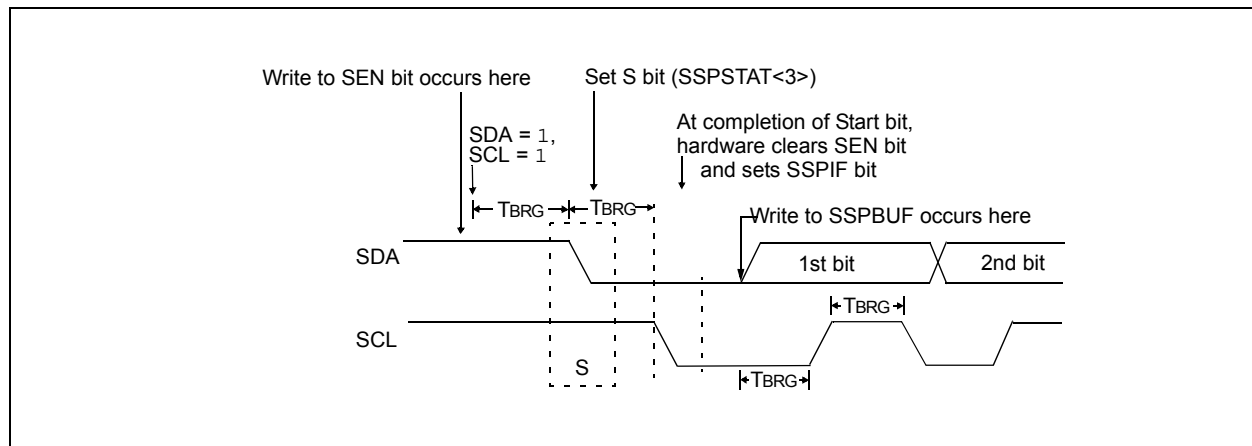 Write to SEN bit occurs here
Set S bit (SSPSTAT<3>)
SDA = 1,
SCL = 1
At completion of Start bit,
hardware clears SEN bit
and sets SSPIF bit
TBRG
TBRG
Write to SSPBUF occurs here
SDA
1st bit
2nd bit
TBRG
SCL
S
TBRG